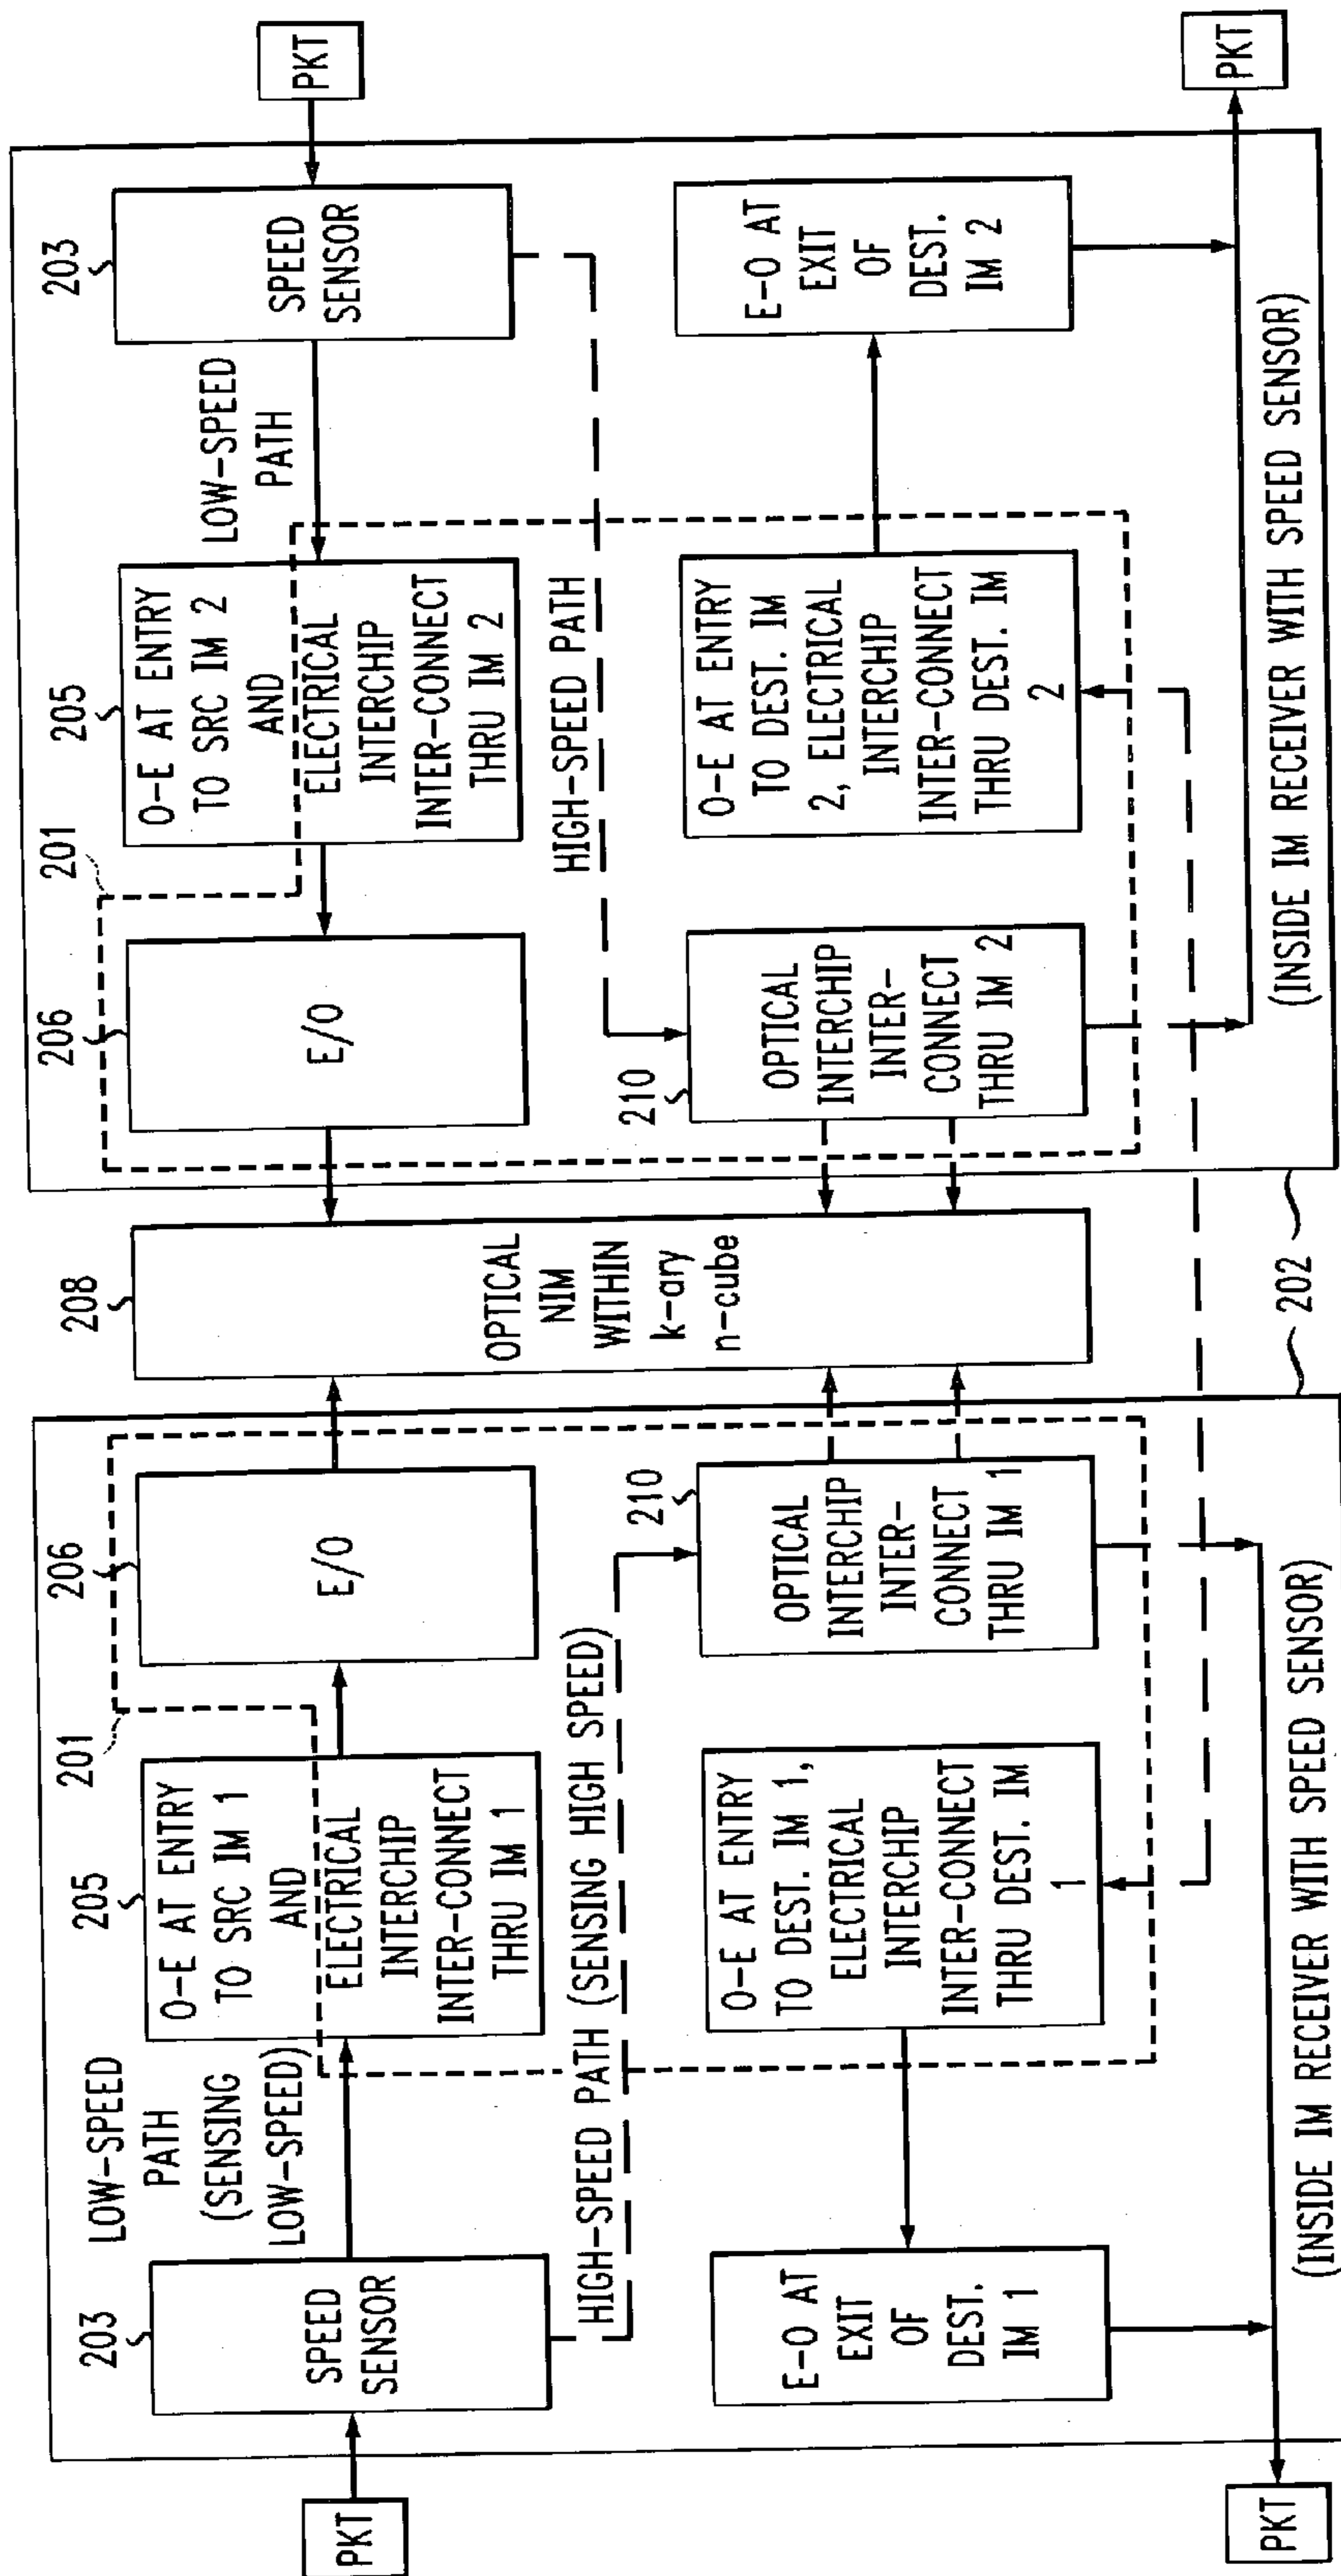 PKT
203
SPEED
SENSOR
LOW-SPEED
PATH
(SENSING
LOW-SPEED)
205
O-E AT ENTRY
TO SRC IM 1
AND
ELECTRICAL
INTERCHIP
INTER-CONNECT
THRU IM 1
201
206
E/O
HIGH-SPEED PATH (SENSING HIGH SPEED)
E-O AT
EXIT
OF
DEST.
IM 1
O-E AT ENTRY
TO DEST. IM 1,
ELECTRICAL
INTERCHIP
INTER-CONNECT
THRU DEST. IM
1
210
OPTICAL
INTERCHIP
INTER-
CONNECT
THRU IM 1
PKT
(INSIDE IM RECEIVER WITH SPEED SENSOR)
208
OPTICAL
NIM
WITHIN
k-ary
n-cube
202
206
E/O
201
205
O-E AT ENTRY
TO SRC IM 2
AND
ELECTRICAL
INTERCHIP
INTER-CONNECT
THRU IM 2
LOW-SPEED
PATH
203
SPEED
SENSOR
PKT
HIGH-SPEED PATH
210
OPTICAL
INTERCHIP
INTER-
CONNECT
THRU IM 2
O-E AT ENTRY
TO DEST. IM
2, ELECTRICAL
INTERCHIP
INTER-CONNECT
THRU DEST. IM
2
E-O AT
EXIT
OF
DEST.
IM 2
PKT
(INSIDE IM RECEIVER WITH SPEED SENSOR)